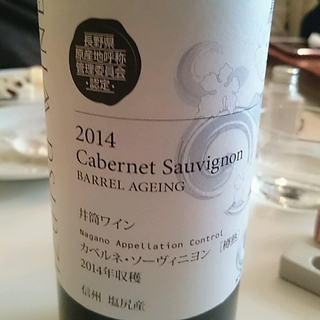 長野県
原産地呼称
管理委員会
・認定・
2014
Cabernet Sauvignon
BARREL AGEING
井筒ワイン
Nagano Appellation Control
カベルネ・ソーヴィニヨン [樽熟]
2014年収穫
信州 塩尻産